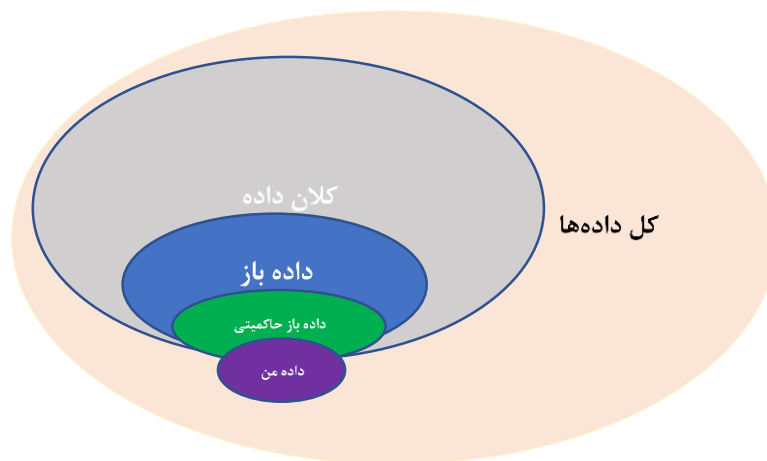 کلان داده
کل داده‌ها
داده باز
داده باز حاکمیتی
داده من